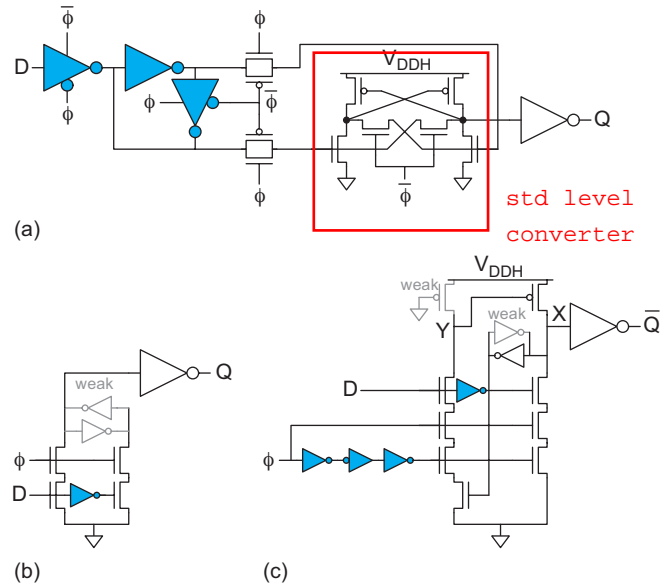 ϕ̅ ϕ ϕ
D V_DDH
ϕ ϕ̅ Q
ϕ
ϕ ϕ̅
std level
converter
(a)
V_DDH
weak
weak X Q̅
Y
Q
weak
D
ϕ
ϕ
D
(b) (c)